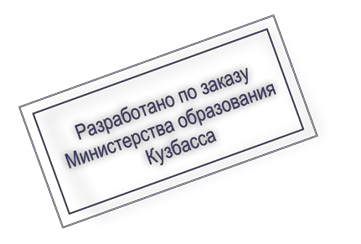 Разработано по заказу
Министерства образования
Кузбасса